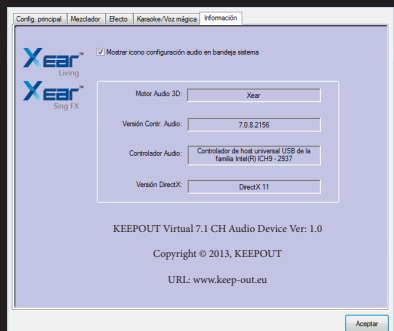 Config. principal Mezclador Efecto Karaoke/Voz mágica Información
Xear™
Living
Mostrar icono configuración audio en bandeja sistema
Xear™
Sing FX
Motor Audio 3D: Xear
Versión Contr. Audio: 7.0.8.2156
Controlador Audio: Controlador de host universal USB de la
familia Intel(R) ICH9 - 2937
Versión DirectX: DirectX 11
KEEPOUT Virtual 7.1 CH Audio Device Ver: 1.0
Copyright © 2013, KEEPOUT
URL: www.keep-out.eu
Aceptar